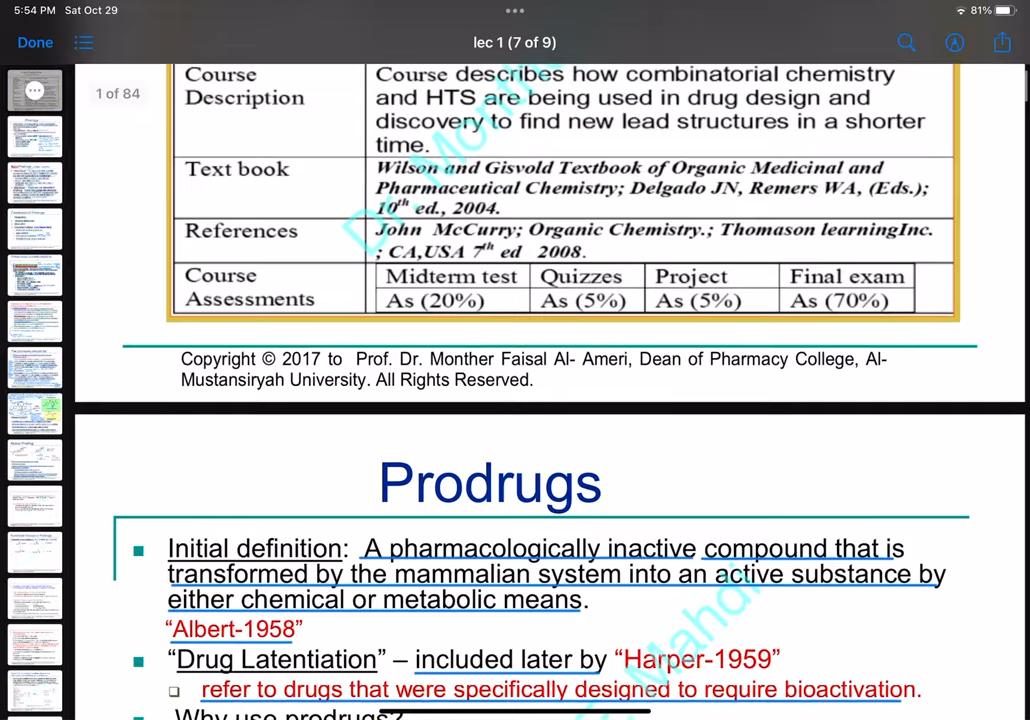 5:54 PM Sat Oct 29
81%
Done
lec 1 (7 of 9)
1 of 84
Course Description
Course describes how combinatorial chemistry
and HTS are being used in drug design and
discovery to find new lead structures in a shorter
time.
Text book
Wilson and Gisvold Textbook of Organic Medicinal and
Pharmaceutical Chemistry; Delgado JN, Remers WA, (Eds.);
10th ed., 2004.
References
John McCurry; Organic Chemistry.; Thomason learningInc.
; CA,USA 7th ed 2008.
Course Assessments
Midtem test Quizzes Project Final exam
As (20%) As (5%) As (5%) As (70%)
Copyright © 2017 to Prof. Dr. Monther Faisal Al- Ameri, Dean of Pharmacy College, Al-
Mustansiryah University. All Rights Reserved.
Prodrugs
Initial definition: A pharmacologically inactive compound that is
transformed by the mammalian system into an active substance by
either chemical or metabolic means.
“Albert-1958”
“Drug Latentiation” – included later by “Harper-1959”
refer to drugs that were specifically designed to require bioactivation.
Why use prodrugs?
Dr. Month
Mahdi